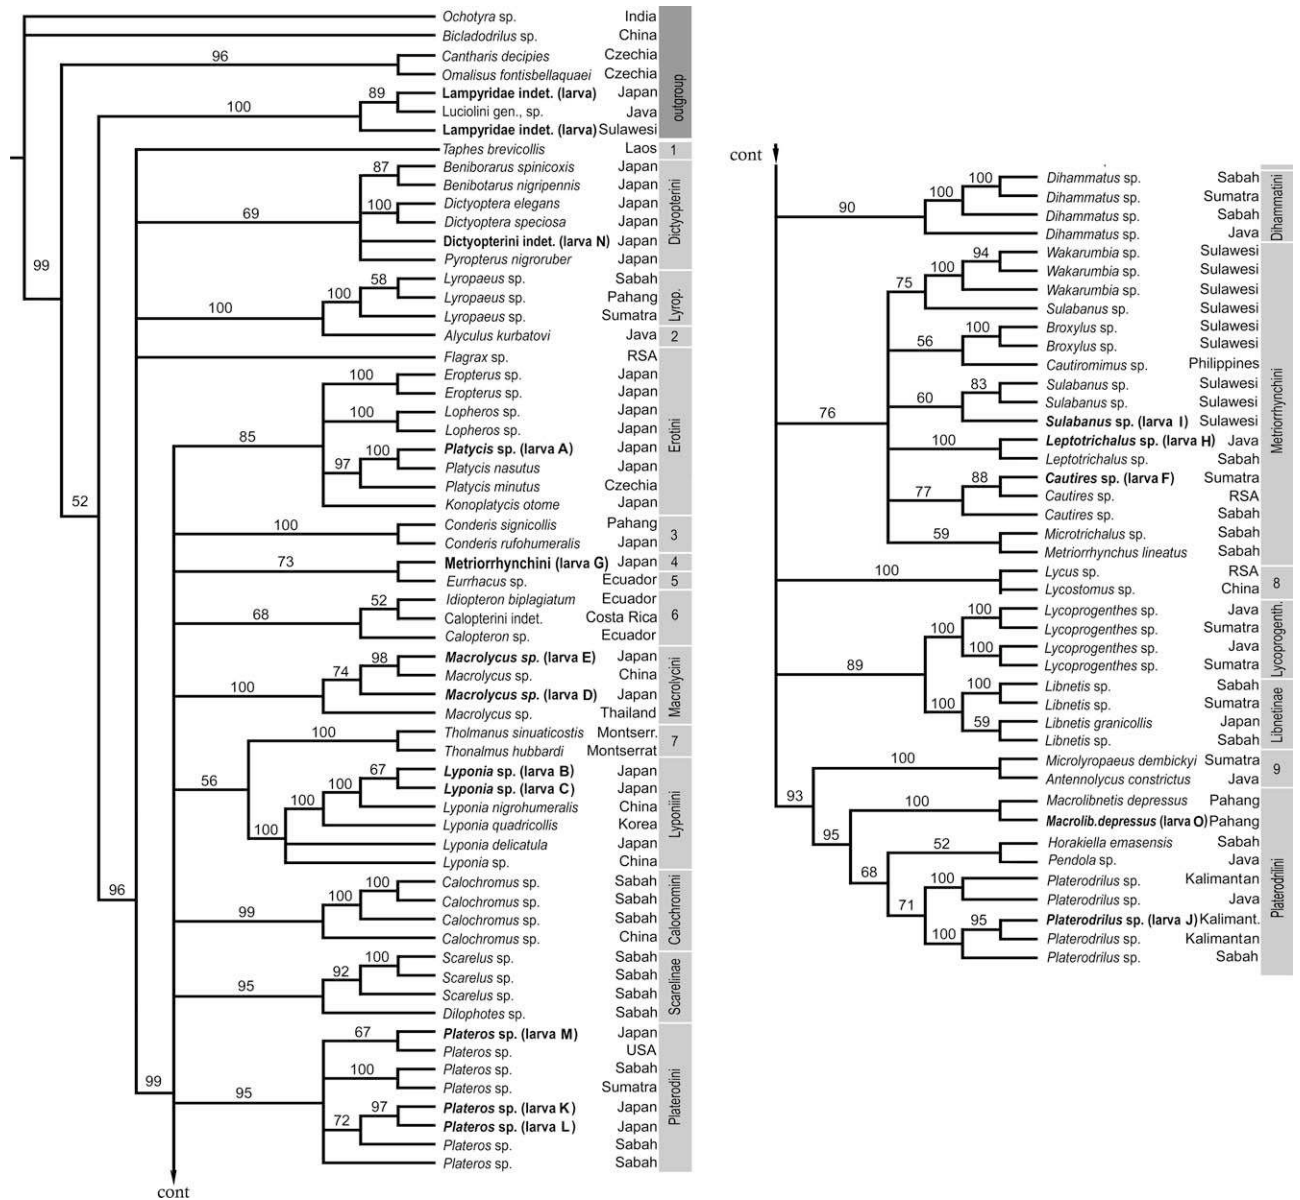 Ochotyra sp. India
Bicladodrilus sp. China
96 Cantharis decipies Czechia
Omalisus fontisbellaquaei Czechia
89 Lampyridae indet. (larva) Japan
100 Luciolini gen., sp. Java
Lampyridae indet. (larva) Sulawesi
outgroup
Taphes brevicollis Laos 1
87 Beniborarus spinicoxis Japan
Benibotarus nigripennis Japan
100 Dictyoptera elegans Japan
69 Dictyoptera speciosa Japan
Dictyopterini indet. (larva N) Japan
Pyropterus nigroruber Japan
Dictyopterini
99
58 Lyropaeus sp. Sabah
100 Lyropaeus sp. Pahang
100 Lyropaeus sp. Sumatra
Lyrop.
Alyculus kurbatovi Java 2
Flagrax sp. RSA
100 Eropterus sp. Japan
Eropterus sp. Japan
100 Lopheros sp. Japan
Lopheros sp. Japan
85 100 Platycis sp. (larva A) Japan
97 Platycis nasutus Japan
Platycis minutus Czechia
Konoplatycis otome Japan
Erotini
52
100 Conderis signicollis Pahang
Conderis rufohumeralis Japan
3
73 Metriorrhynchini (larva G) Japan 4
Eurrhacus sp. Ecuador 5
52 Idiopteron biplagiatum Ecuador
68 Calopterini indet. Costa Rica
Calopteron sp. Ecuador
6
98 Macrolycus sp. (larva E) Japan
74 Macrolycus sp. China
100 Macrolycus sp. (larva D) Japan
Macrolycus sp. Thailand
Macrolycini
100 Tholmanus sinuaticostis Montserr.
Thonalmus hubbardi Montserrat
7
56
67 Lyponia sp. (larva B) Japan
100 Lyponia sp. (larva C) Japan
100 Lyponia nigrohumeralis China
Lyponia quadricollis Korea
100 Lyponia delicatula Japan
Lyponia sp. China
Lyponiini
96
100 Calochromus sp. Sabah
100 Calochromus sp. Sabah
99 Calochromus sp. Sabah
Calochromus sp. China
Calochromini
100 Scarelus sp. Sabah
92 Scarelus sp. Sabah
95 Scarelus sp. Sabah
Dilophotes sp. Sabah
Scarelinae
67 Plateros sp. (larva M) Japan
Plateros sp. USA
100 Plateros sp. Sabah
Plateros sp. Sumatra
99 95 97 Plateros sp. (larva K) Japan
72 Plateros sp. (larva L) Japan
Plateros sp. Sabah
Plateros sp. Sabah
Platerodini
cont
cont
100 Dihammatus sp. Sabah
100 Dihammatus sp. Sumatra
90 Dihammatus sp. Sabah
Dihammatus sp. Java
Dihammatini
94 Wakarumbia sp. Sulawesi
100 Wakarumbia sp. Sulawesi
75 Wakarumbia sp. Sulawesi
Sulabanus sp. Sulawesi
100 Broxylus sp. Sulawesi
56 Broxylus sp. Sulawesi
Cautiromimus sp. Philippines
83 Sulabanus sp. Sulawesi
60 Sulabanus sp. Sulawesi
76 Sulabanus sp. (larva I) Sulawesi
100 Leptotrichalus sp. (larva H) Java
Leptotrichalus sp. Sabah
88 Cautires sp. (larva F) Sumatra
77 Cautires sp. RSA
Cautires sp. Sabah
59 Microtrichalus sp. Sabah
Metriorrhynchus lineatus Sabah
Metriorrhynchini
100 Lycus sp. RSA
Lycostomus sp. China
8
100 Lycoprogenthes sp. Java
100 Lycoprogenthes sp. Sumatra
100 Lycoprogenthes sp. Java
Lycoprogenthes sp. Sumatra
Lycoprogenth.
89
100 Libnetis sp. Sabah
100 Libnetis sp. Sumatra
59 Libnetis granicollis Japan
Libnetis sp. Sabah
Libnetinae
100 Microlyropaeus dembickyi Sumatra
Antennolycus constrictus Java
9
93
100 Macrolibnetis depressus Pahang
Macrolib.depressus (larva O) Pahang
95
52 Horakiella emasensis Sabah
68 Pendola sp. Java
100 Platerodrilus sp. Kalimantan
71 Platerodrilus sp. Java
95 Platerodrilus sp. (larva J) Kalimant.
100 Platerodrilus sp. Kalimantan
Platerodrilus sp. Sabah
Platerodrilini